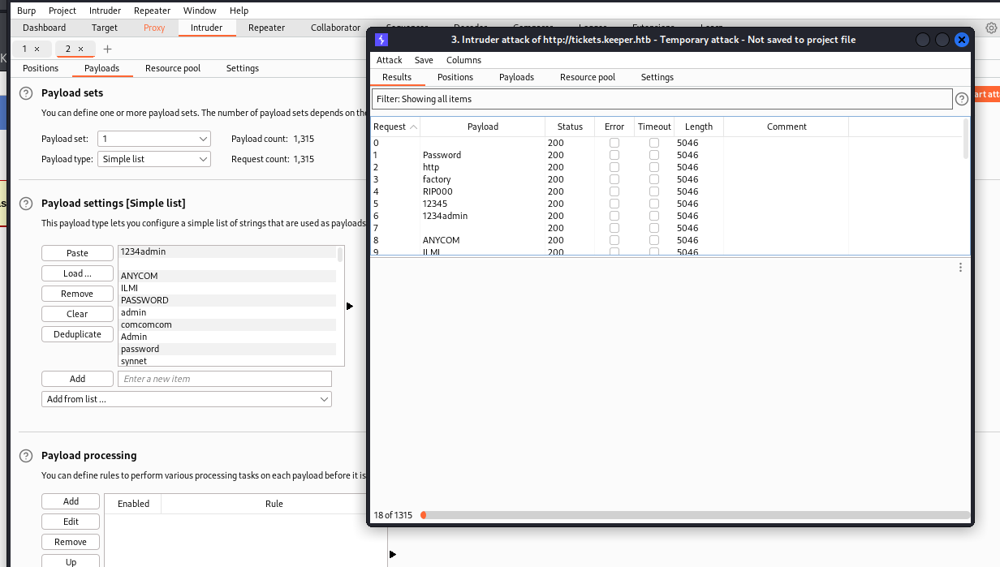 Burp Project Intruder Repeater Window Help
Dashboard Target Proxy Intruder Repeater Collaborator
1 × 2 × +
Positions Payloads Resource pool Settings
Payload sets
You can define one or more payload sets. The number of payload sets depends on the
Payload set: 1 Payload count: 1,315
Payload type: Simple list Request count: 1,315
Payload settings [Simple list]
This payload type lets you configure a simple list of strings that are used as payloads
Paste
Load ...
Remove
Clear
Deduplicate
1234admin
ANYCOM
ILMI
PASSWORD
admin
comcomcom
Admin
password
synnet
Add Enter a new item
Add from list ...
Payload processing
You can define rules to perform various processing tasks on each payload before it is
Add
Edit
Remove
Up
Enabled Rule
3. Intruder attack of http://tickets.keeper.htb - Temporary attack - Not saved to project file
Attack Save Columns
Results Positions Payloads Resource pool Settings
Filter: Showing all items
Request Payload Status Error Timeout Length Comment
0 200 5046
1 Password 200 5046
2 http 200 5046
3 factory 200 5046
4 RIP000 200 5046
5 12345 200 5046
6 1234admin 200 5046
7 200 5046
8 ANYCOM 200 5046
9 ILMI 200 5046
18 of 1315
art att